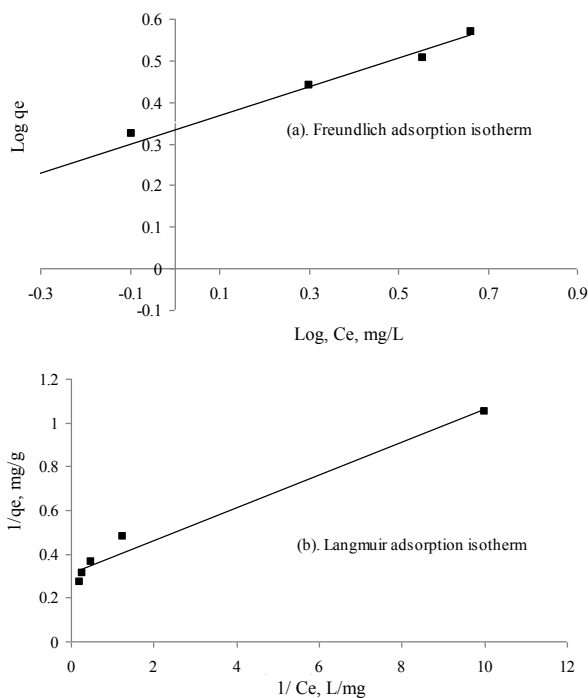 0.6
0.5
0.4
0.3
0.2
0.1
0
-0.1
Log qe
(a). Freundlich adsorption isotherm
-0.3 -0.1 0.1 0.3 0.5 0.7 0.9
Log, Ce, mg/L
1.2
1
0.8
0.6
0.4
0.2
0
1/qe, mg/g
(b). Langmuir adsorption isotherm
0 2 4 6 8 10 12
1/ Ce, L/mg